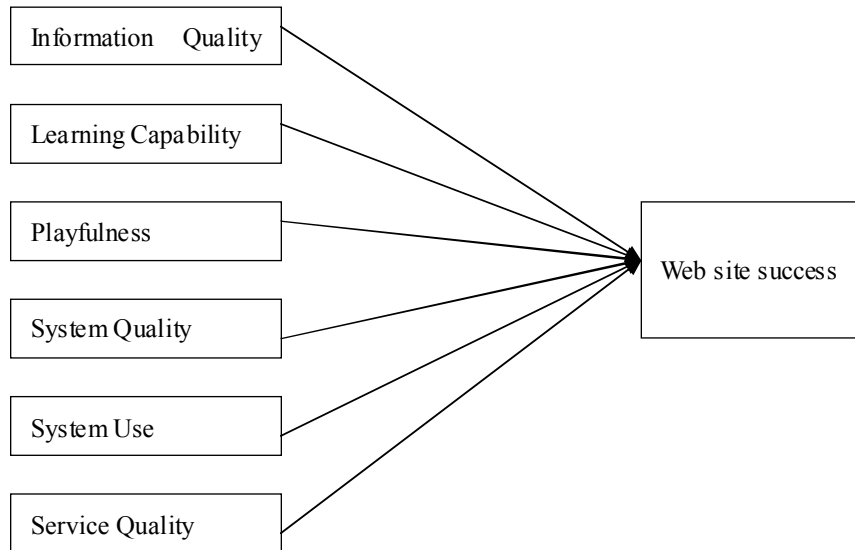 Information Quality
Learning Capability
Playfulness
Web site success
System Quality
System Use
Service Quality